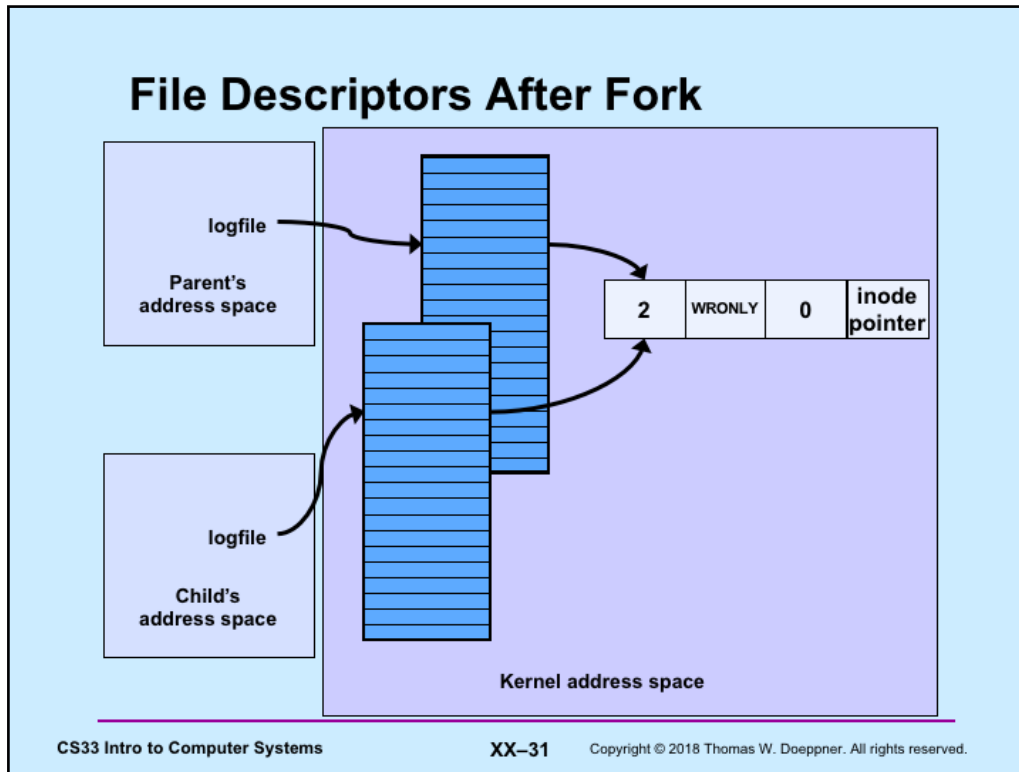 File Descriptors After Fork
logfile
Parent's
address space
2
WRONLY
0
inode
pointer
logfile
Child's
address space
Kernel address space
CS33 Intro to Computer Systems
XX–31
Copyright © 2018 Thomas W. Doeppner. All rights reserved.